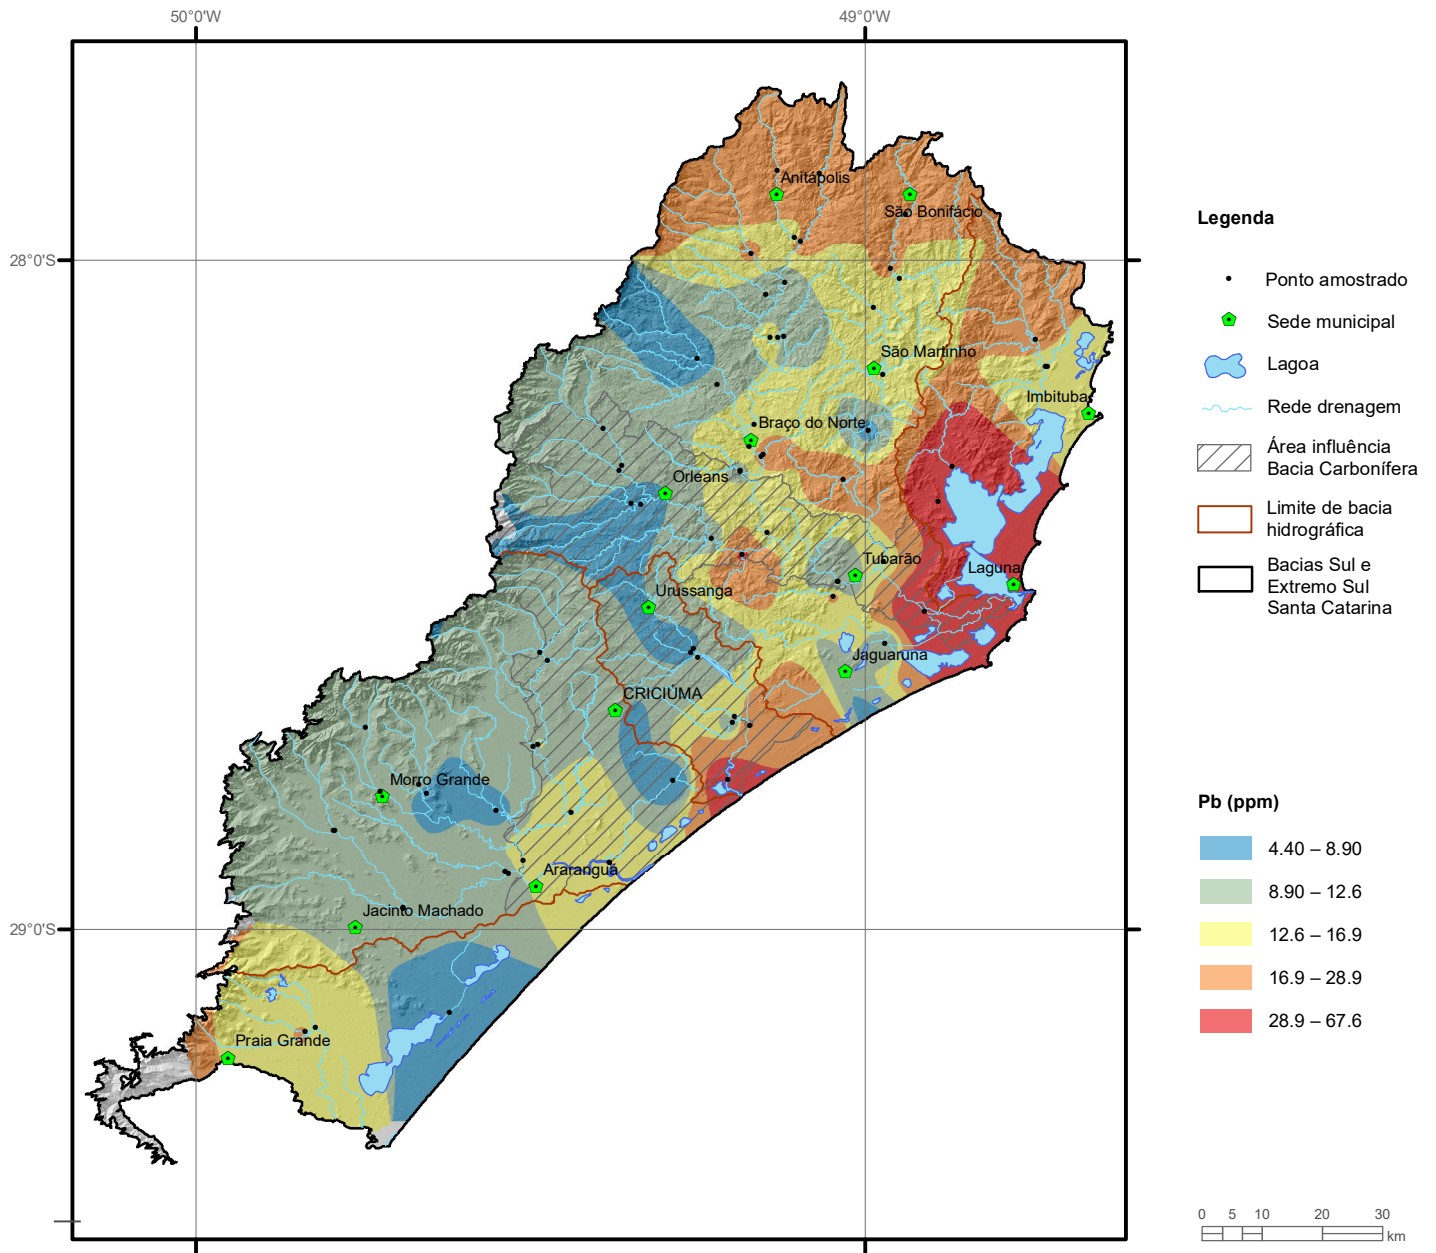 50°0'W
49°0'W
28°0'S
29°0'S
Anitápolis
São Bonifácio
São Martinho
Imbituba
Braço do Norte
Orleans
Tubarão
Laguna
Urussanga
Jaguaruna
CRICIÚMA
Morro Grande
Araranguá
Jacinto Machado
Praia Grande
Legenda
Ponto amostrado
Sede municipal
Lagoa
Rede drenagem
Área influência
Bacia Carbonífera
Limite de bacia
hidrográfica
Bacias Sul e
Extremo Sul
Santa Catarina
Pb (ppm)
4.40 – 8.90
8.90 – 12.6
12.6 – 16.9
16.9 – 28.9
28.9 – 67.6
0 5 10 20 30
km